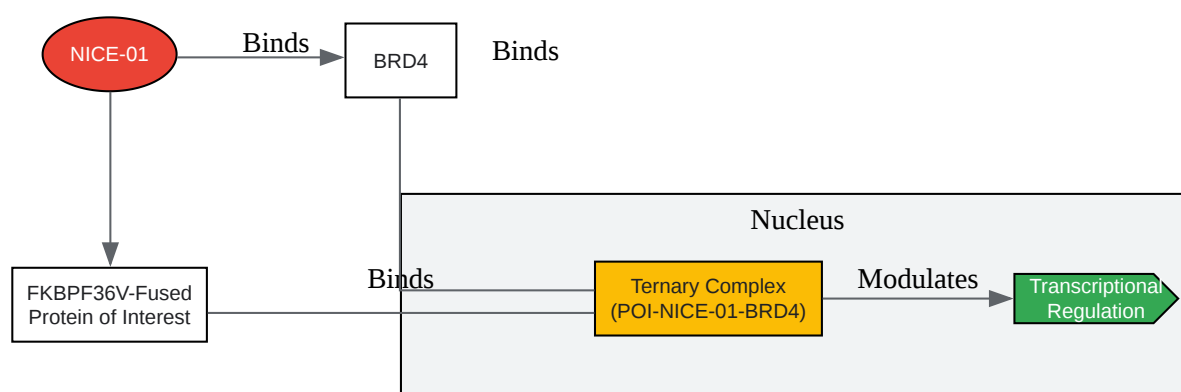 NICE-01
Binds
BRD4
Binds
Nucleus
FKBPF36V-Fused
Protein of Interest
Binds
Ternary Complex
(POI-NICE-01-BRD4)
Modulates
Transcriptional
Regulation